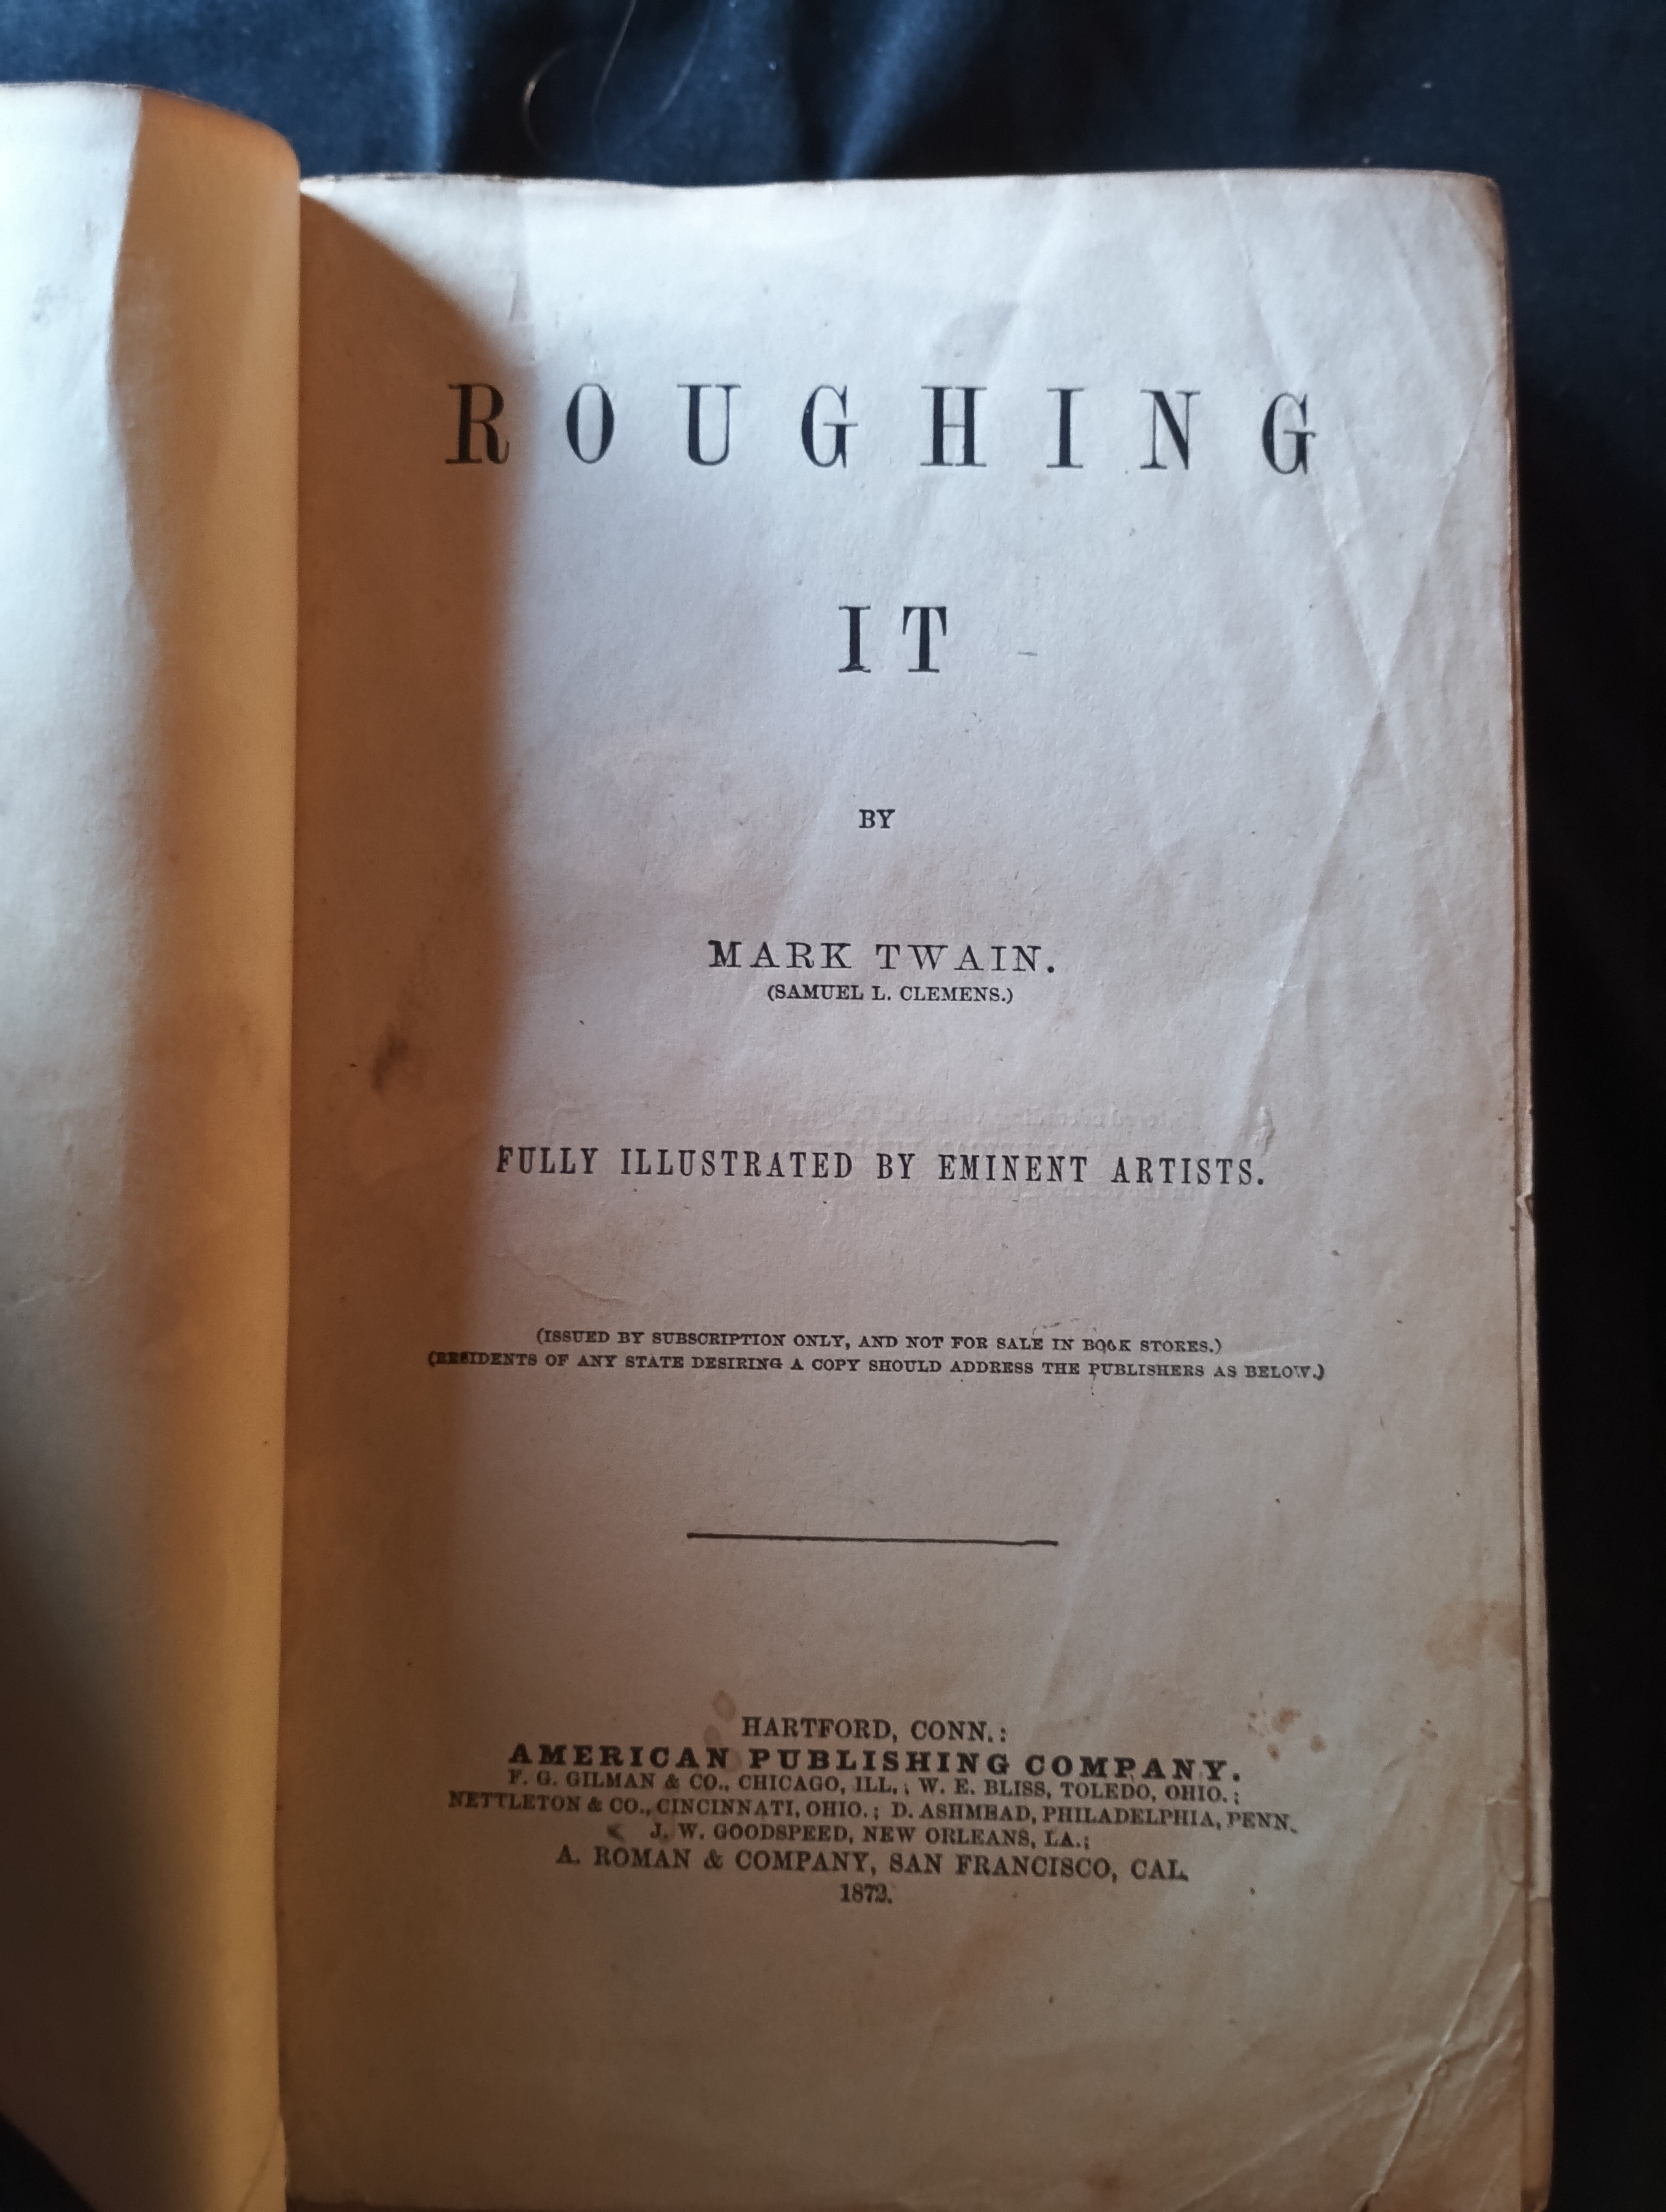 ROUGHING
IT
BY
MARK TWAIN.
(SAMUEL L. CLEMENS.)
FULLY ILLUSTRATED BY EMINENT ARTISTS.
(ISSUED BY SUBSCRIPTION ONLY, AND NOT FOR SALE IN BOOK STORES.)
(RESIDENTS OF ANY STATE DESIRING A COPY SHOULD ADDRESS THE PUBLISHERS AS BELOW.)
HARTFORD, CONN.:
AMERICAN PUBLISHING COMPANY.
F. G. GILMAN & CO., CHICAGO, ILL.; W. E. BLISS, TOLEDO, OHIO.;
NETTLETON & CO., CINCINNATI, OHIO.; D. ASHMEAD, PHILADELPHIA, PENN.
J. W. GOODSPEED, NEW ORLEANS, LA.;
A. ROMAN & COMPANY, SAN FRANCISCO, CAL.
1872.